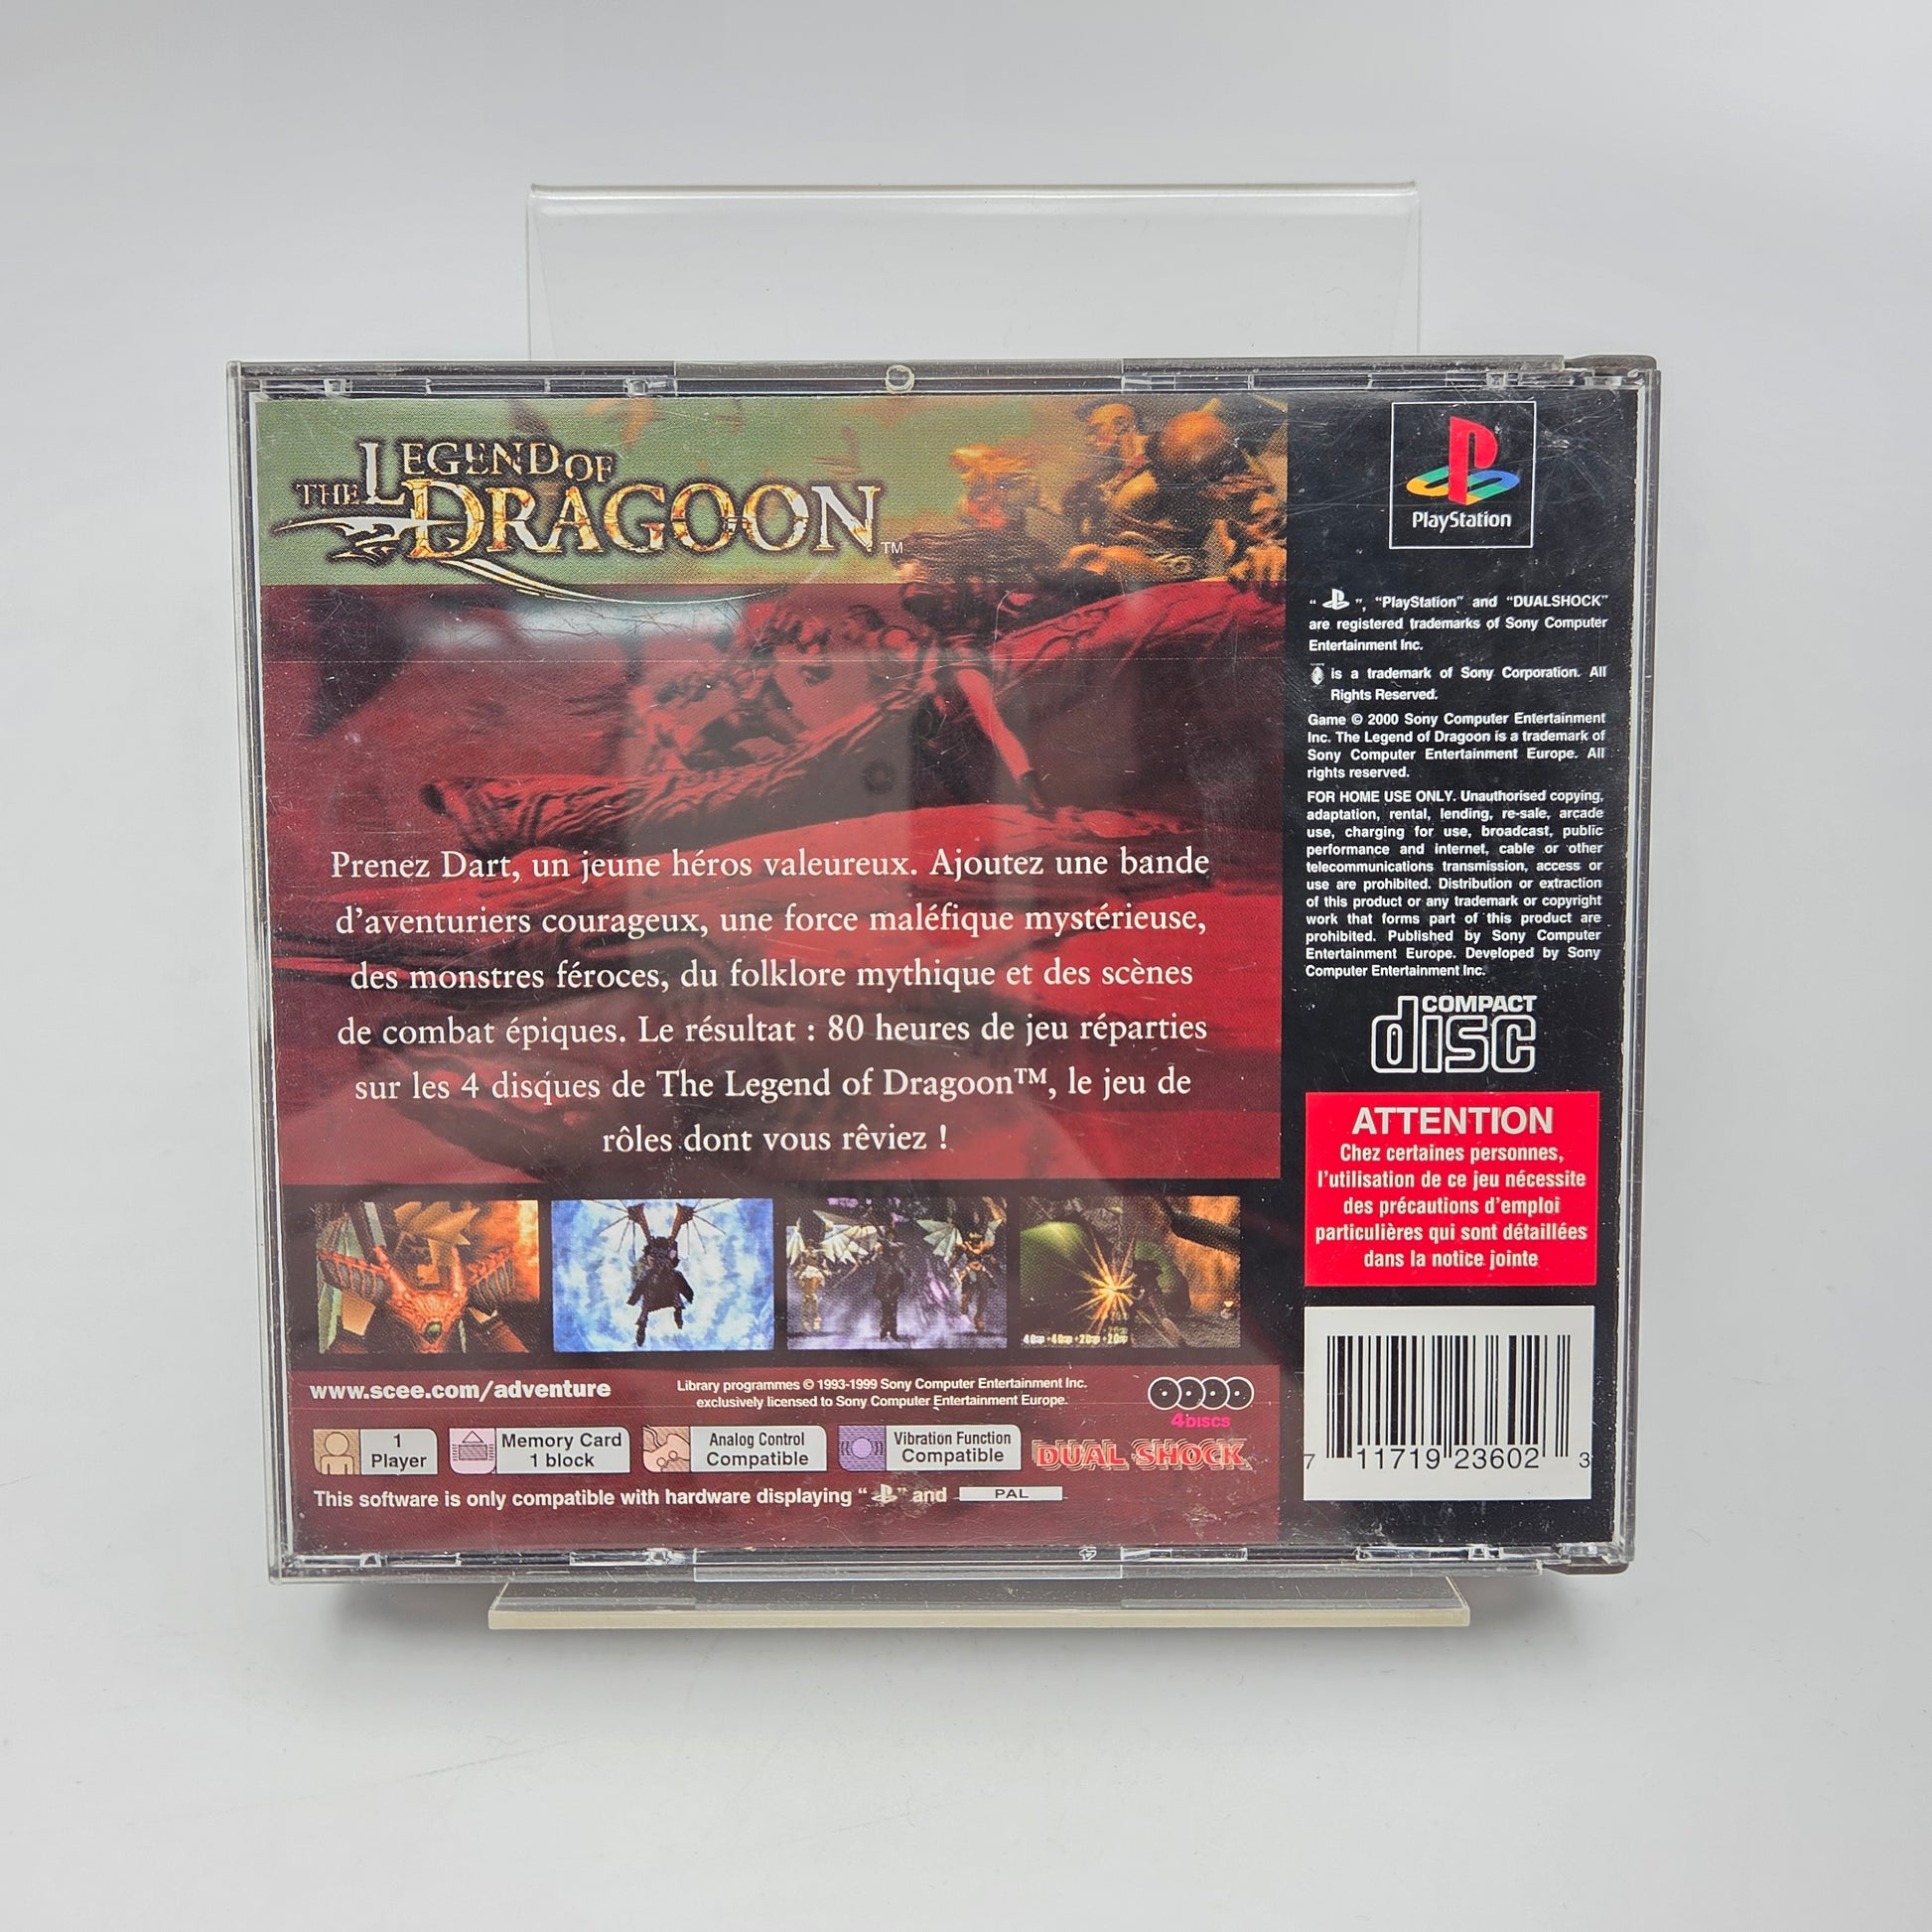 THE LEGEND OF
DRAGOON™
Prenez Dart, un jeune héros valeureux. Ajoutez une bande
d'aventuriers courageux, une force maléfique mystérieuse,
des monstres féroces, du folklore mythique et des scènes
de combat épiques. Le résultat : 80 heures de jeu réparties
sur les 4 disques de The Legend of Dragoon™, le jeu de
rôles dont vous rêviez !
www.scee.com/adventure
Library programmes © 1993-1999 Sony Computer Entertainment Inc.
exclusively licensed to Sony Computer Entertainment Europe.
4 DISCS
1
Player
Memory Card
1 block
Analog Control
Compatible
Vibration Function
Compatible
DUAL SHOCK
This software is only compatible with hardware displaying " " and PAL
PlayStation
" ", "PlayStation" and "DUALSHOCK"
are registered trademarks of Sony Computer
Entertainment Inc.
is a trademark of Sony Corporation. All
Rights Reserved.
Game © 2000 Sony Computer Entertainment
Inc. The Legend of Dragoon is a trademark of
Sony Computer Entertainment Europe. All
rights reserved.
FOR HOME USE ONLY. Unauthorised copying,
adaptation, rental, lending, re-sale, arcade
use, charging for use, broadcast, public
performance and internet, cable or other
telecommunications transmission, access or
use are prohibited. Distribution or extraction
of this product or any trademark or copyright
work that forms part of this product are
prohibited. Published by Sony Computer
Entertainment Europe. Developed by Sony
Computer Entertainment Inc.
COMPACT
disc
ATTENTION
Chez certaines personnes,
l'utilisation de ce jeu nécessite
des précautions d'emploi
particulières qui sont détaillées
dans la notice jointe
7 11719 23602 3